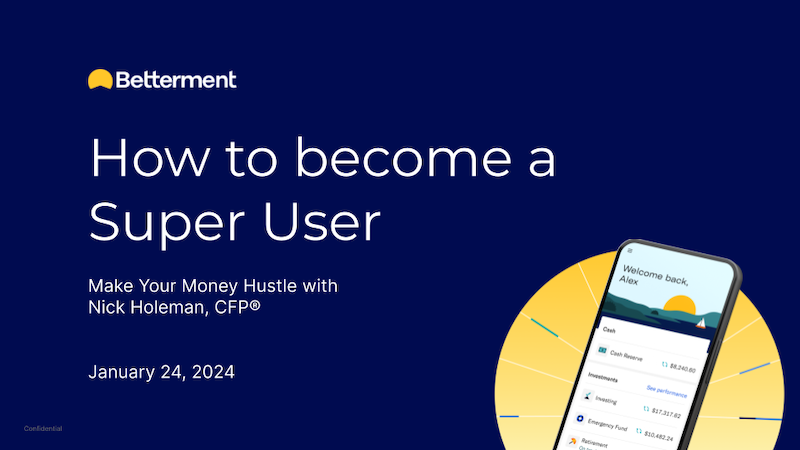 Betterment
How to become a
Super User
Make Your Money Hustle with
Nick Holeman, CFP®
January 24, 2024
Confidential
Welcome back,
Alex
Cash
Cash Reserve $8,240.60
Investments See performance
Investing $17,317.62
Emergency Fund $10,482.24
Retirement